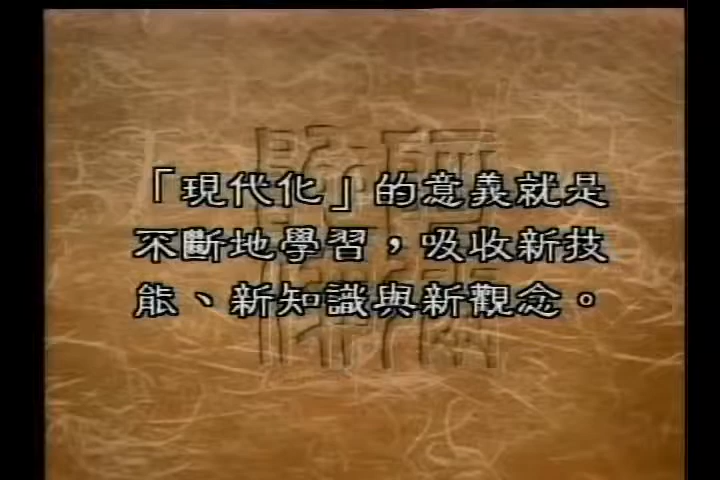 「現代化」的意義就是
不斷地學習，吸收新技
能、新知識與新觀念。